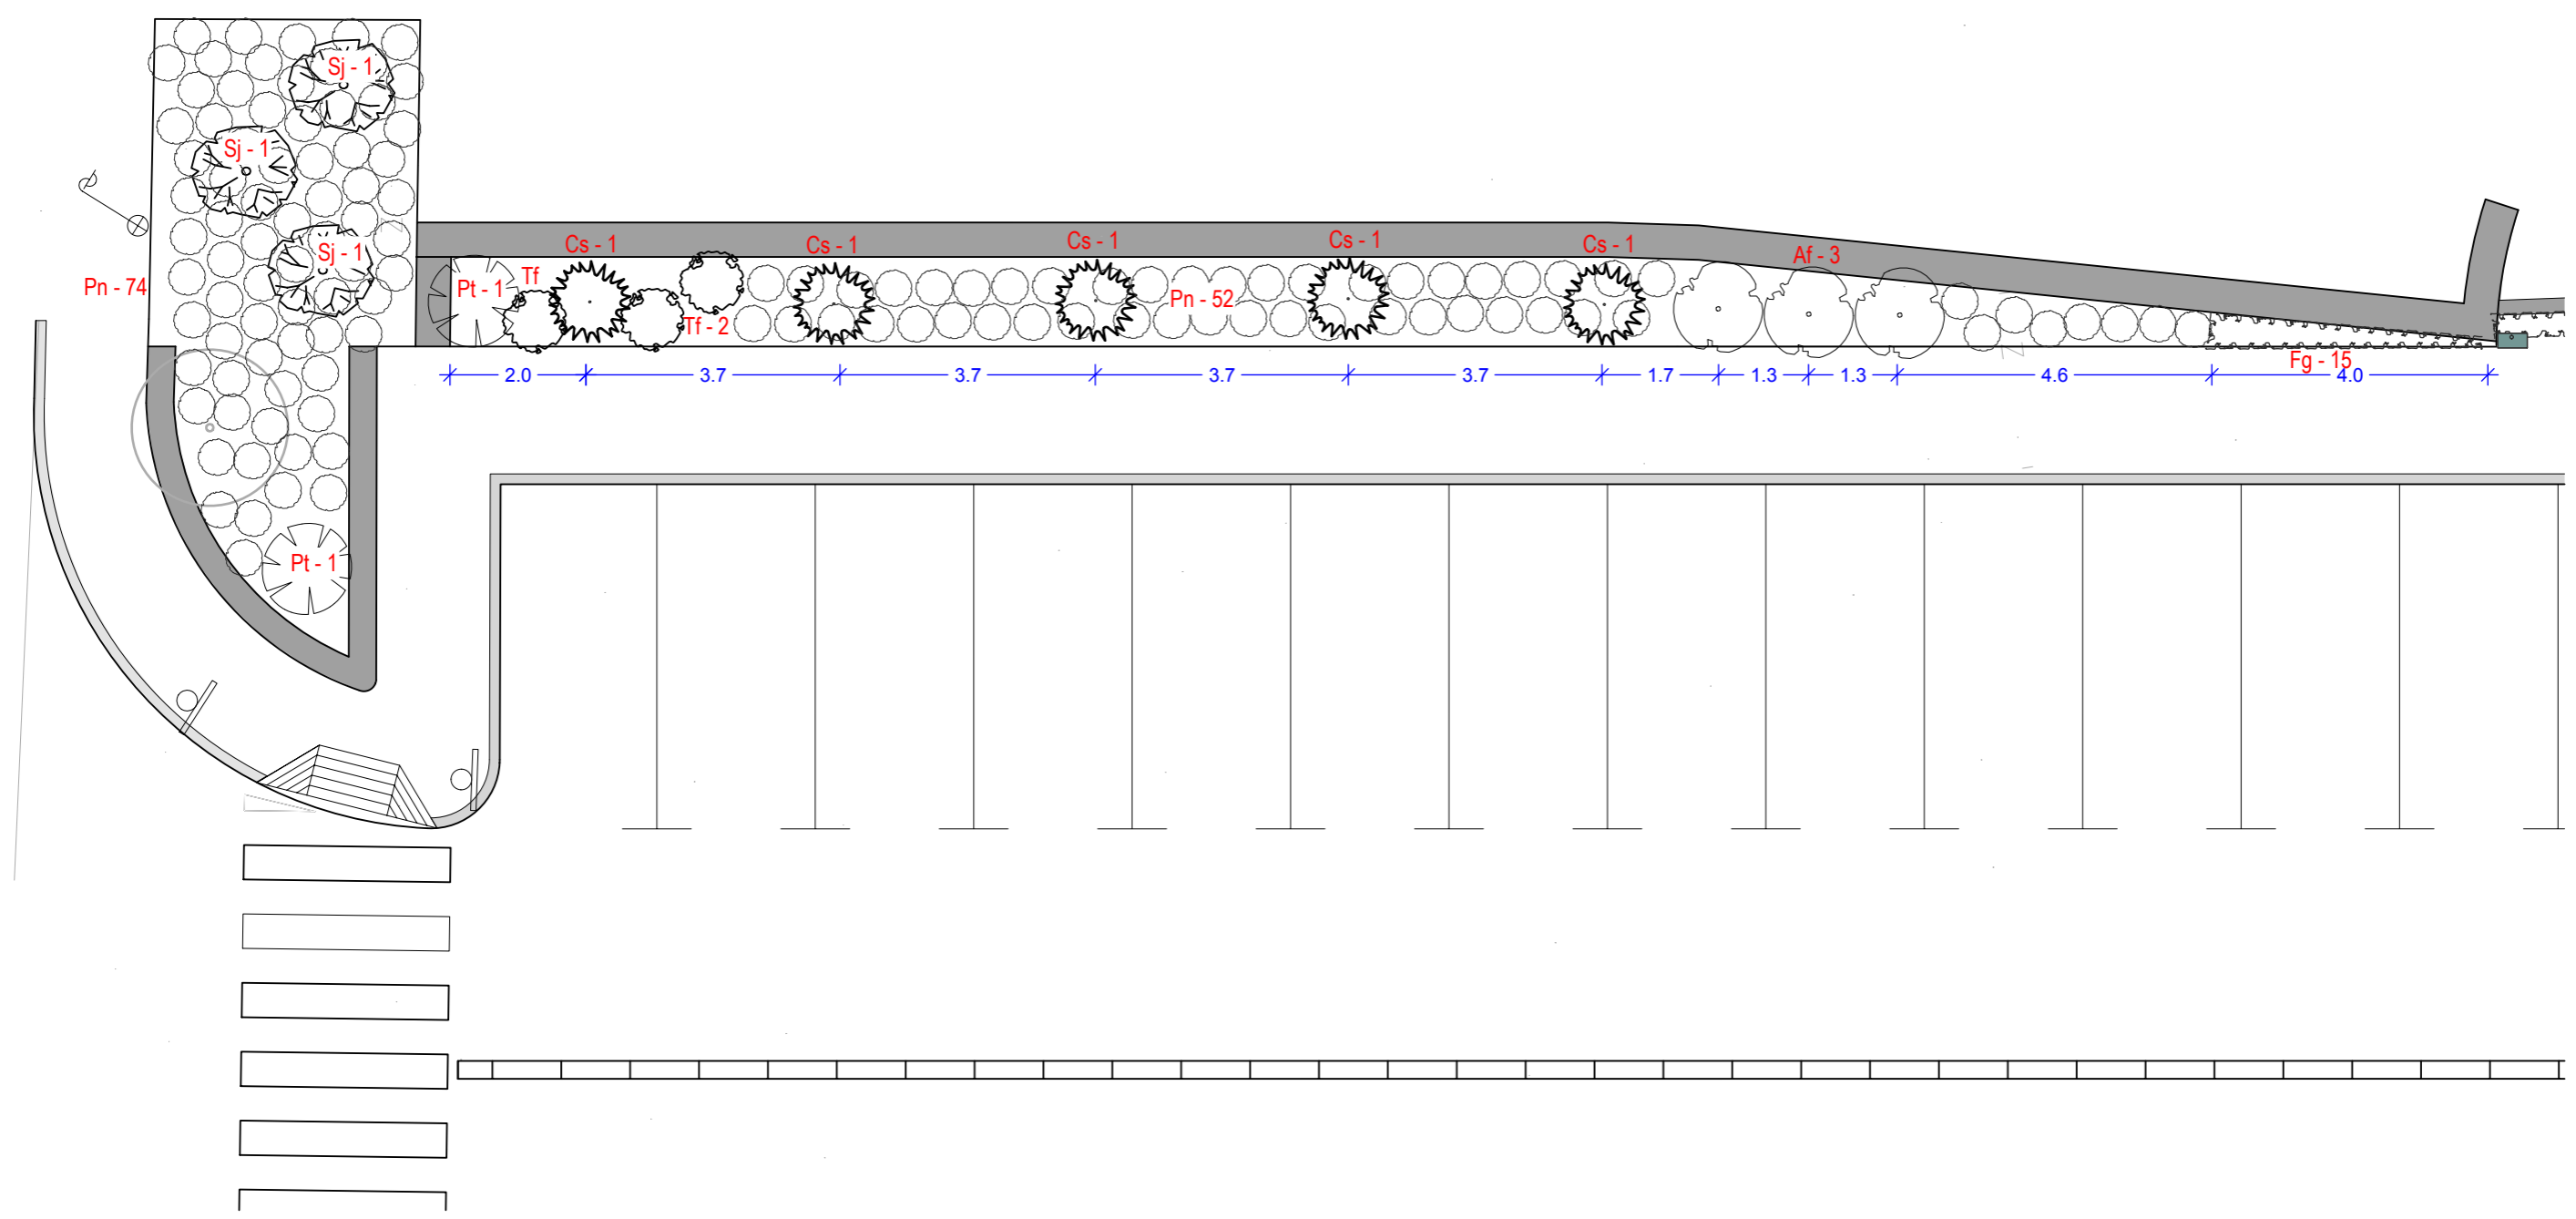 Sj - 1
Sj - 1
Sj - 1
Pn - 74
Cs - 1
Cs - 1
Cs - 1
Cs - 1
Cs - 1
Af - 3
Pt - 1
Tf
Tf - 2
Pn - 52
Fg - 15
2.0
3.7
3.7
3.7
3.7
1.7
1.3
1.3
4.6
4.0
Pt - 1